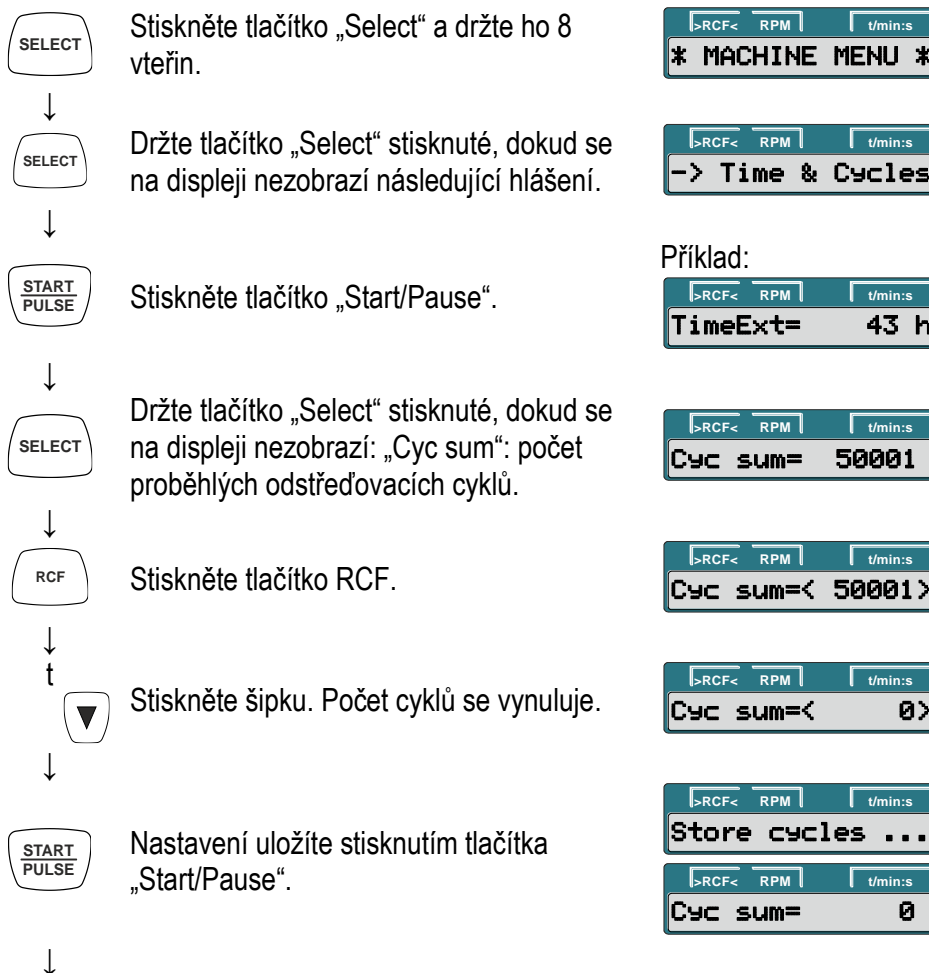 SELECT
Stiskněte tlačítko „Select“ a držte ho 8
vteřin.
>RCF< RPM t/min:s
* MACHINE MENU *
↓
SELECT
Držte tlačítko „Select“ stisknuté, dokud se
na displeji nezobrazí následující hlášení.
>RCF< RPM t/min:s
-> Time & Cycles
↓
START
PULSE
Stiskněte tlačítko „Start/Pause“.
Příklad:
>RCF< RPM t/min:s
TimeExt= 43 h
↓
SELECT
Držte tlačítko „Select“ stisknuté, dokud se
na displeji nezobrazí: „Cyc sum“: počet
proběhlých odstřeďovacích cyklů.
>RCF< RPM t/min:s
Cyc sum= 50001
↓
RCF
Stiskněte tlačítko RCF.
>RCF< RPM t/min:s
Cyc sum=< 50001>
↓
t
▼
Stiskněte šipku. Počet cyklů se vynuluje.
>RCF< RPM t/min:s
Cyc sum=< 0>
↓
START
PULSE
Nastavení uložíte stisknutím tlačítka
„Start/Pause“.
>RCF< RPM t/min:s
Store cycles ...
>RCF< RPM t/min:s
Cyc sum= 0
↓